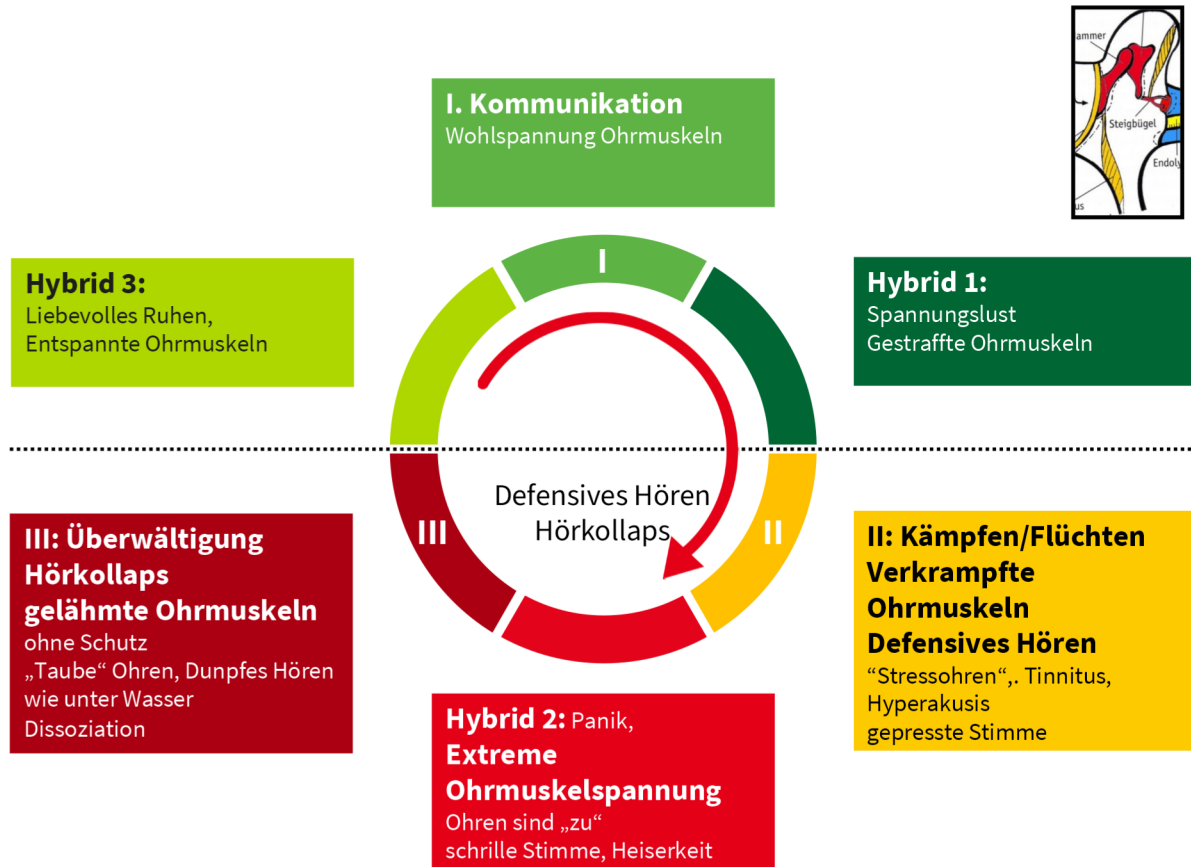 I. Kommunikation
Wohlspannung Ohrmuskeln
ammer
Steigbügel
Endoly
us
Hybrid 3:
Liebevolles Ruhen,
Entspannte Ohrmuskeln
I
Hybrid 1:
Spannungslust
Gestraffte Ohrmuskeln
Defensives Hören
Hörkollaps
III
II
III: Überwältigung
Hörkollaps
gelähmte Ohrmuskeln
ohne Schutz
„Taube“ Ohren, Dunpfes Hören
wie unter Wasser
Dissoziation
II: Kämpfen/Flüchten
Verkrampfte
Ohrmuskeln
Defensives Hören
“Stressohren“,. Tinnitus,
Hyperakusis
gepresste Stimme
Hybrid 2: Panik,
Extreme
Ohrmuskelspannung
Ohren sind „zu“
schrille Stimme, Heiserkeit